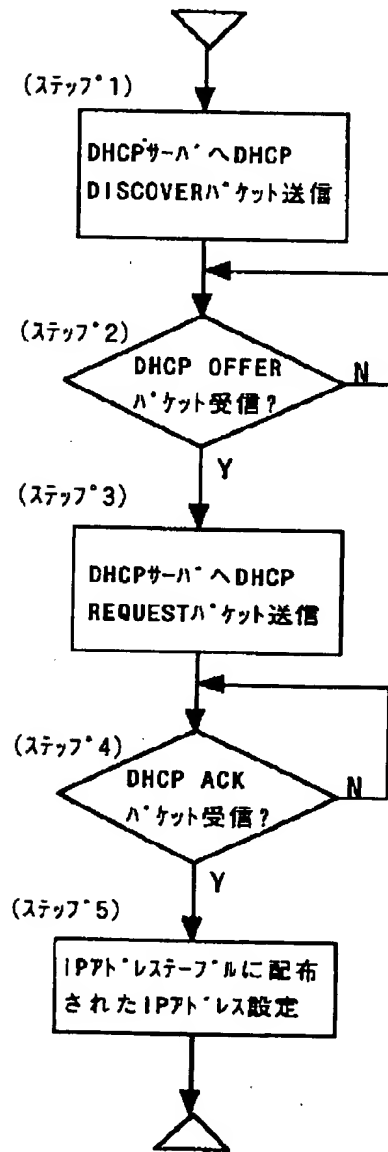 (ｽﾃｯﾌﾟ1)
DHCPｻｰﾊﾞへDHCP
DISCOVERﾊﾟｹｯﾄ送信
(ｽﾃｯﾌﾟ2)
DHCP OFFER
ﾊﾟｹｯﾄ受信?
N
Y
(ｽﾃｯﾌﾟ3)
DHCPｻｰﾊﾞへDHCP
REQUESTﾊﾟｹｯﾄ送信
(ｽﾃｯﾌﾟ4)
DHCP ACK
ﾊﾟｹｯﾄ受信?
N
Y
(ｽﾃｯﾌﾟ5)
IPｱﾄﾞﾚｽﾃｰﾌﾞﾙに配布
されたIPｱﾄﾞﾚｽ設定